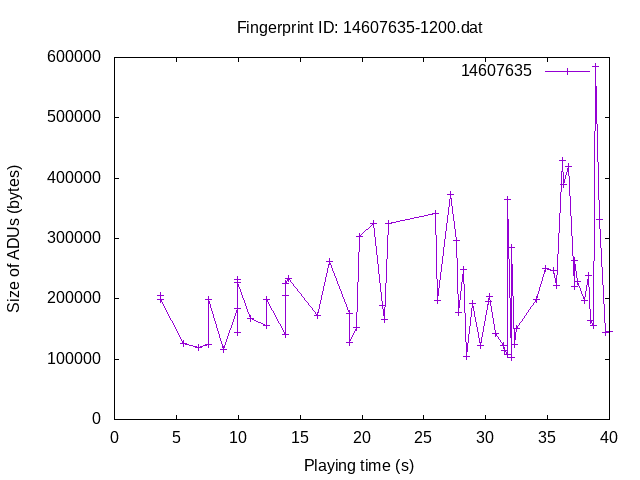 Fingerprint ID: 14607635-1200.dat
600000
14607635
500000
400000
300000
200000
100000
0
Size of ADUs (bytes)
0 5 10 15 20 25 30 35 40
Playing time (s)